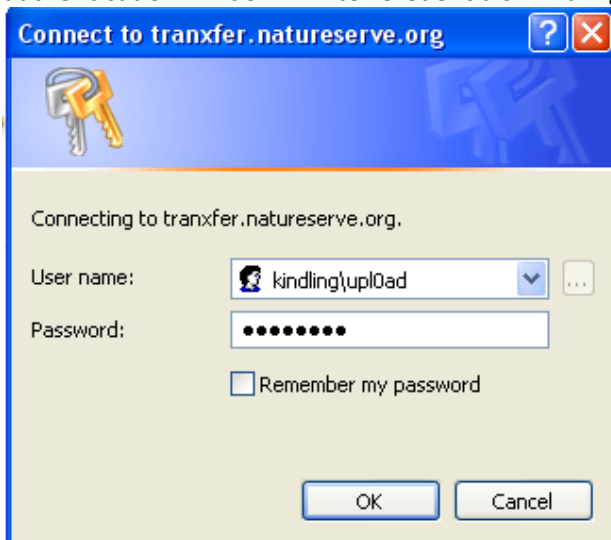 Connect to tranxfer.natureserve.org
Connecting to tranxfer.natureserve.org.
User name: kindling\upl0ad ...
Password: ••••••••
Remember my password
OK Cancel